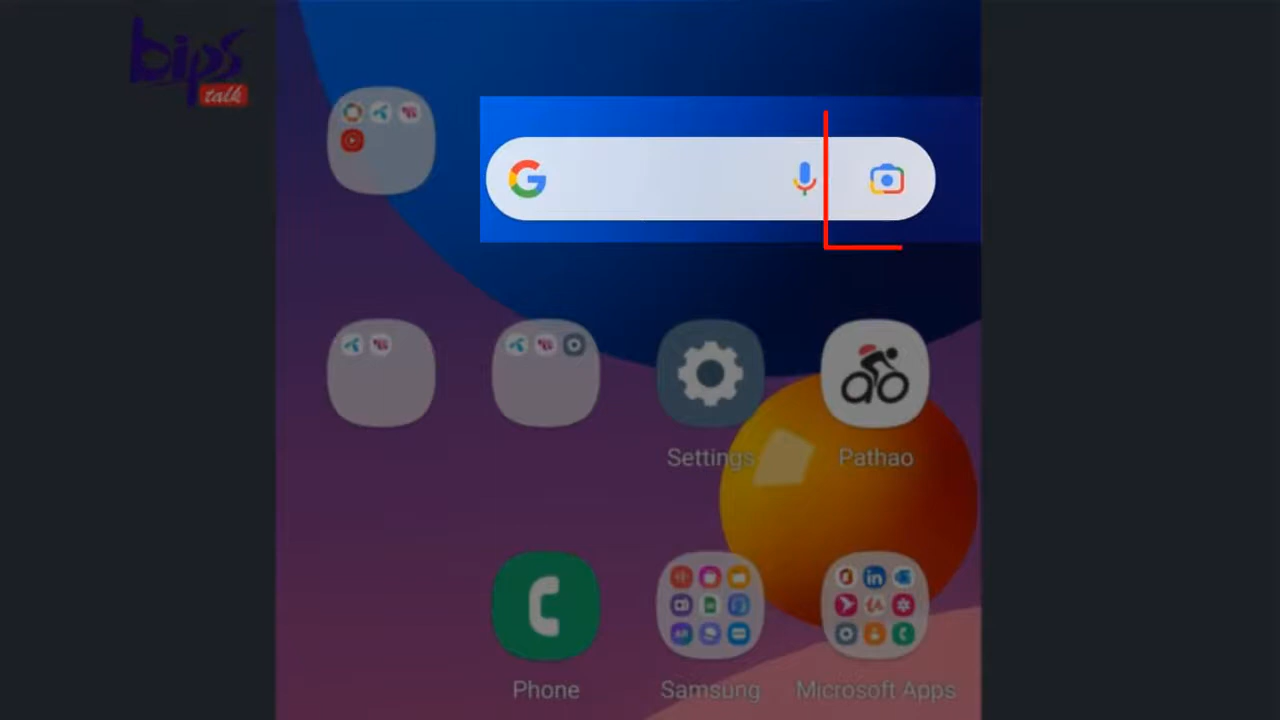 bips
talk
Settings
Pathao
Phone
Samsung
Microsoft Apps